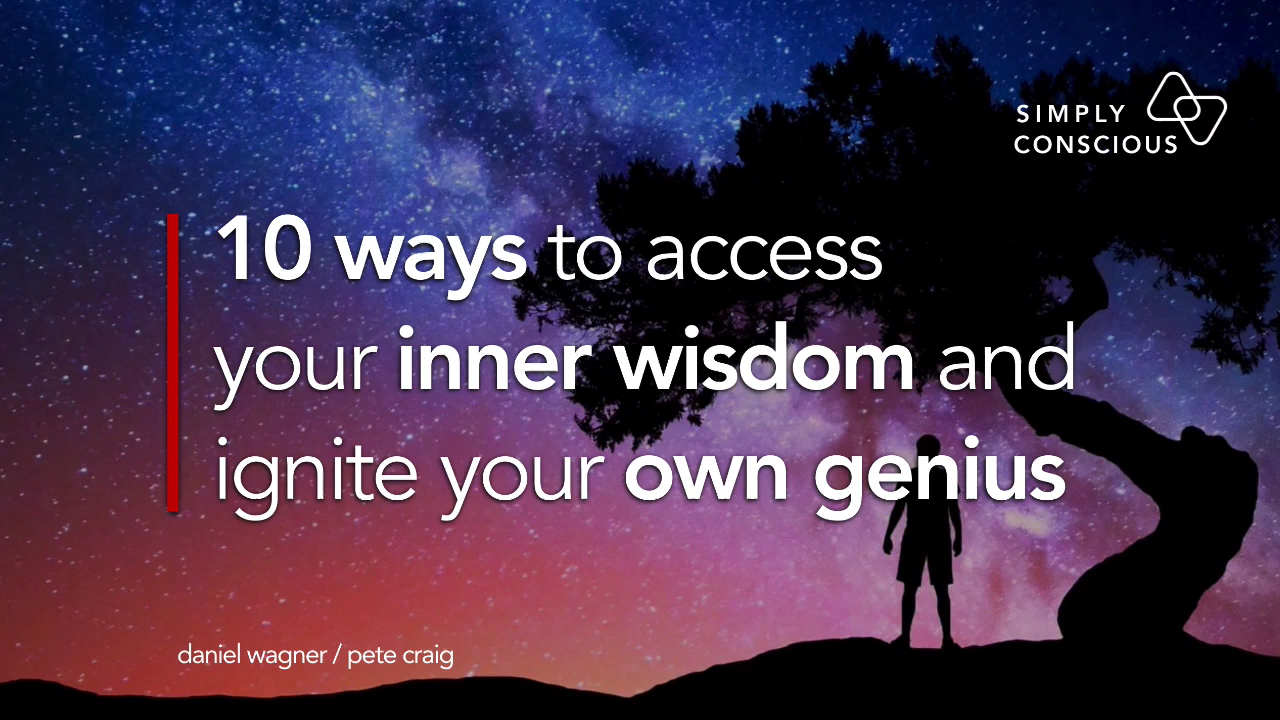 SIMPLY
CONSCIOUS
10 ways to access
your inner wisdom and
ignite your own genius
daniel wagner / pete craig